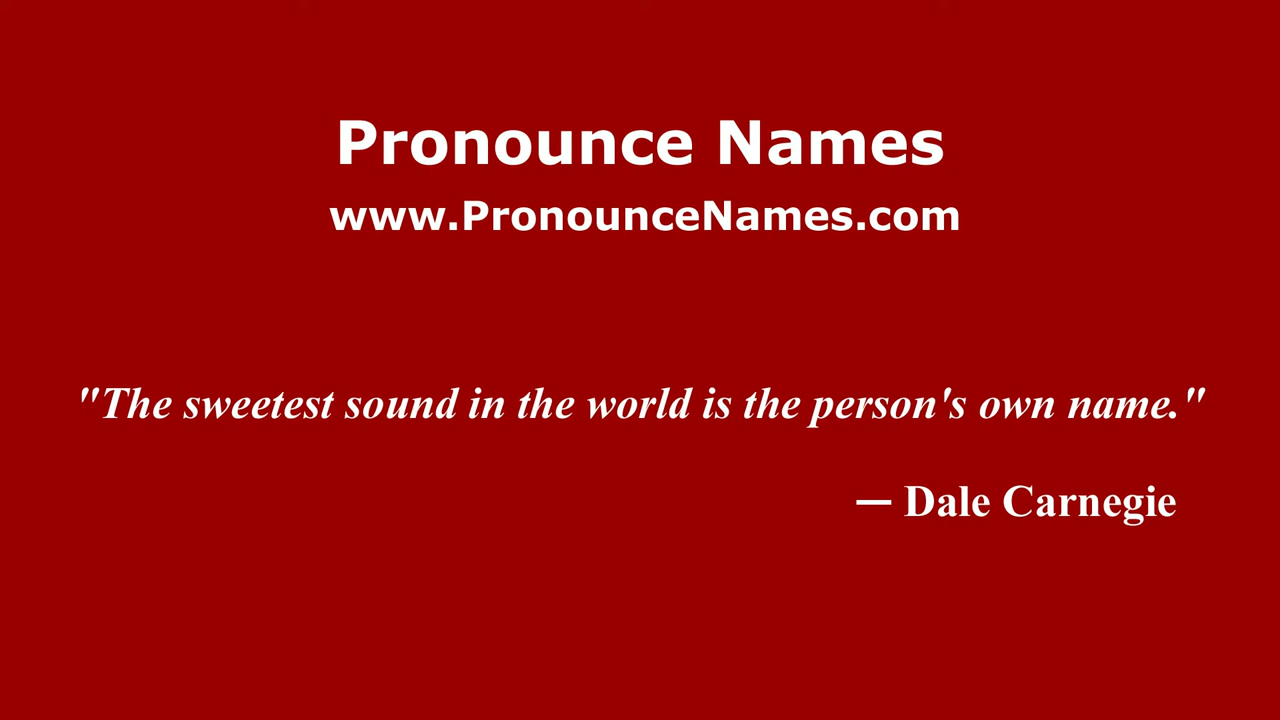 Pronounce Names
www.PronounceNames.com
"The sweetest sound in the world is the person's own name."
— Dale Carnegie